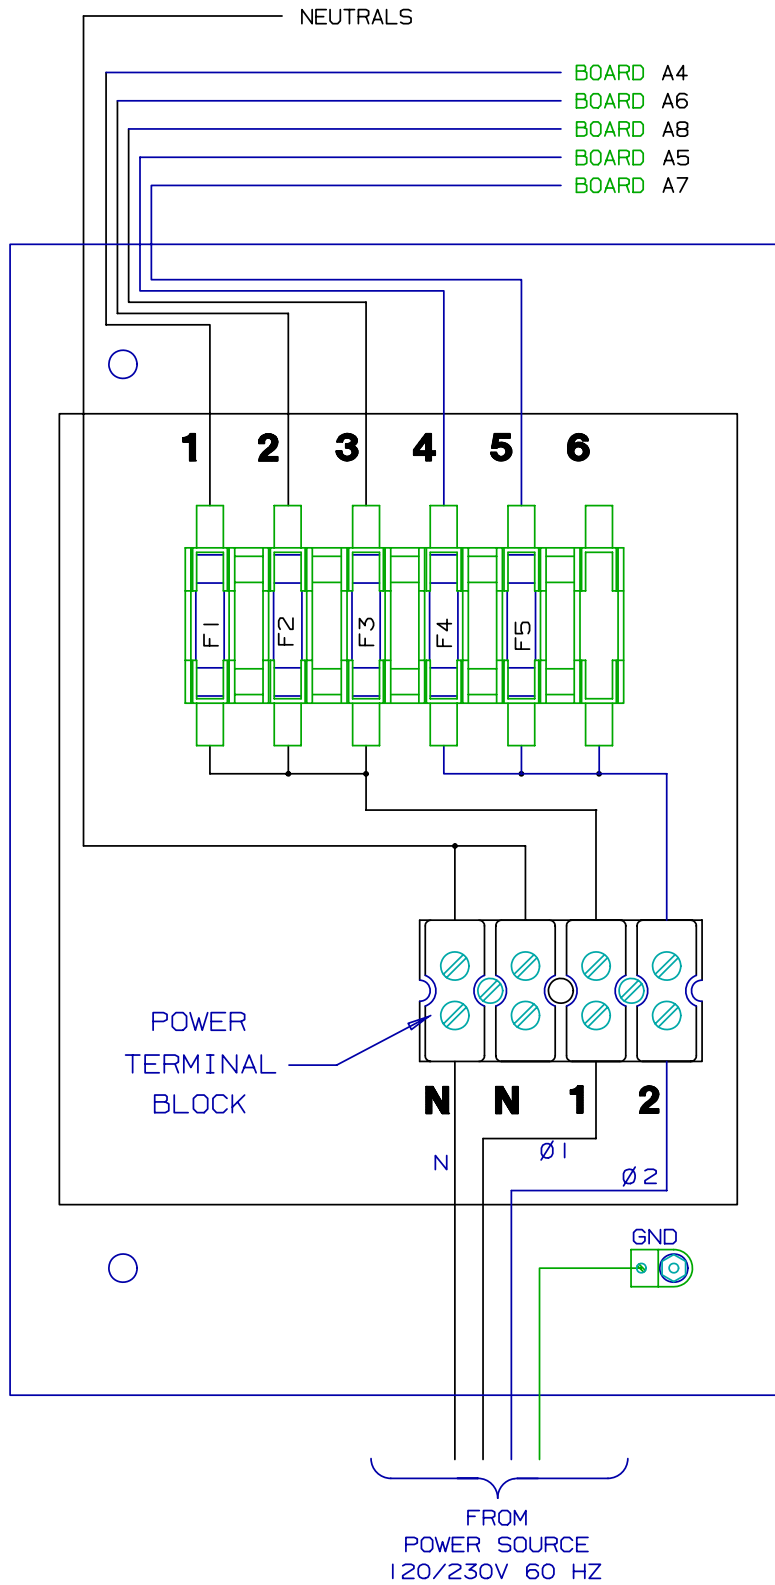 NEUTRALS
BOARD A4
BOARD A6
BOARD A8
BOARD A5
BOARD A7
1 2 3 4 5 6
F1 F2 F3 F4 F5
POWER
TERMINAL
BLOCK
N N 1 2
N Ø1
Ø2
GND
FROM
POWER SOURCE
120/230V 60 HZ